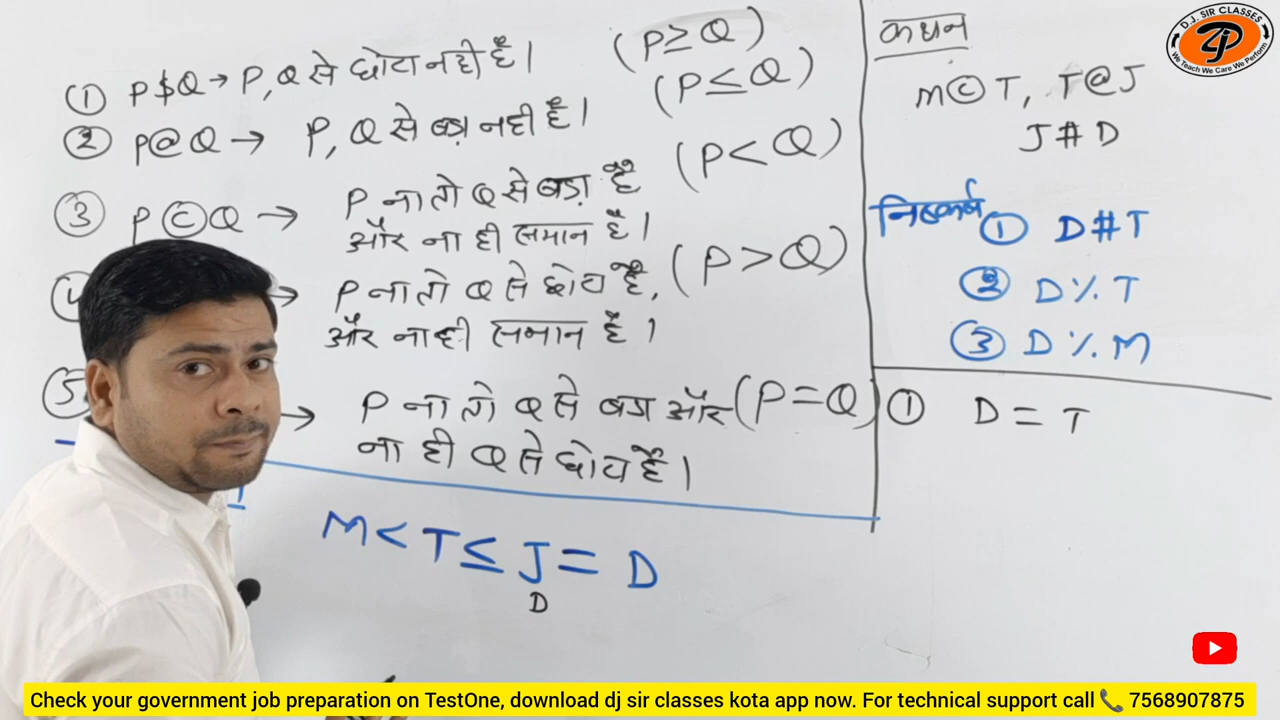 ① P$Q → P, Q से छोटा नही है। (P ≥ Q)
② P@Q → P, Q से बड़ा नही है। (P ≤ Q)
③ P©Q → P ना तो Q से बड़ा है (P < Q)
और ना ही समान है।
→ P ना तो Q से छोटा है, (P > Q)
और ना ही समान है।
→ P ना तो Q से बड़ा और (P = Q)
ना ही Q से छोटा है।
M < T ≤ J = D
D
कथन
M©T, T@J
J#D
निष्कर्ष ① D#T
② D % T
③ D % M
① D = T
D.J. SIR CLASSES
We Teach We Care We Perform
Check your government job preparation on TestOne, download dj sir classes kota app now. For technical support call 📞 7568907875